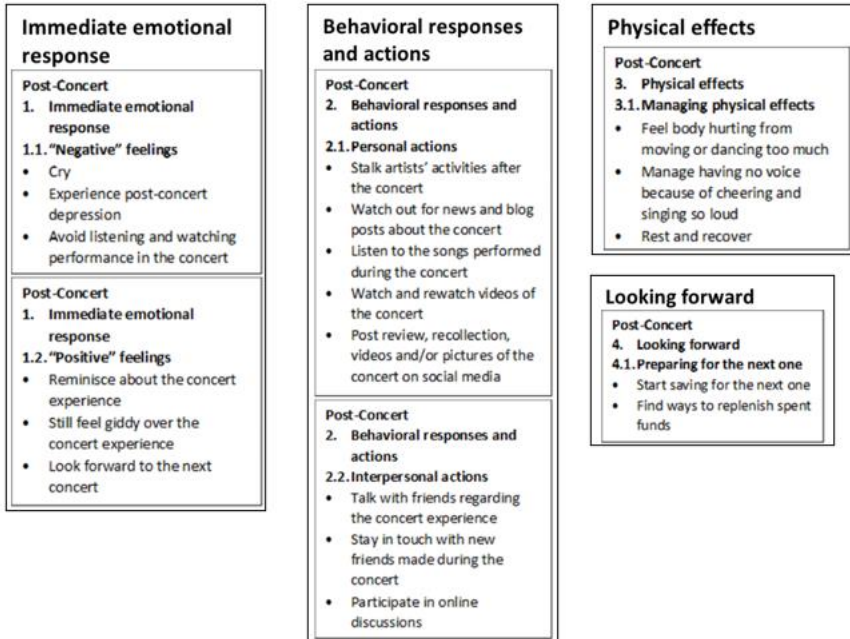 Immediate emotional
response
Post-Concert
1. Immediate emotional
response
1.1. “Negative” feelings
• Cry
• Experience post-concert
depression
• Avoid listening and watching
performance in the concert
Post-Concert
1. Immediate emotional
response
1.2. “Positive” feelings
• Reminisce about the concert
experience
• Still feel giddy over the
concert experience
• Look forward to the next
concert
Behavioral responses
and actions
Post-Concert
2. Behavioral responses and
actions
2.1. Personal actions
• Stalk artists’ activities after
the concert
• Watch out for news and blog
posts about the concert
• Listen to the songs performed
during the concert
• Watch and rewatch videos of
the concert
• Post review, recollection,
videos and/or pictures of the
concert on social media
Post-Concert
2. Behavioral responses and
actions
2.2. Interpersonal actions
• Talk with friends regarding
the concert experience
• Stay in touch with new
friends made during the
concert
• Participate in online
discussions
Physical effects
Post-Concert
3. Physical effects
3.1. Managing physical effects
• Feel body hurting from
moving or dancing too much
• Manage having no voice
because of cheering and
singing so loud
• Rest and recover
Looking forward
Post-Concert
4. Looking forward
4.1. Preparing for the next one
• Start saving for the next one
• Find ways to replenish spent
funds